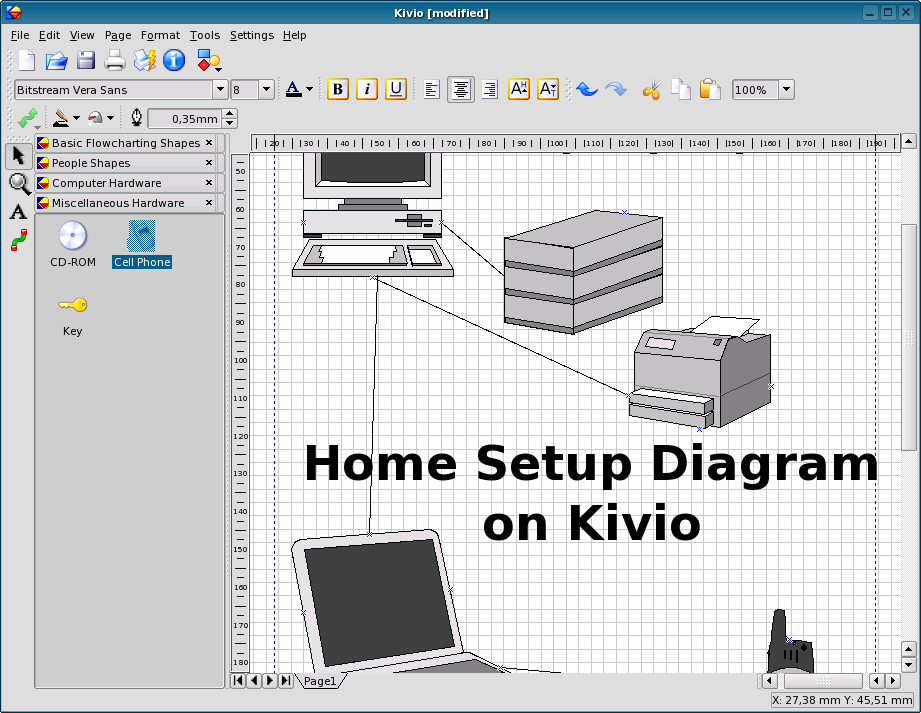 Kivio [modified]
File Edit View Page Format Tools Settings Help
Bitstream Vera Sans 8 A B i U 100%
0,35mm
Basic Flowcharting Shapes
People Shapes
Computer Hardware
Miscellaneous Hardware
CD-ROM Cell Phone
Key
20 30 40 50 60 70 80 90 100 110 120 130 140 150 160 170 180 190
50
60
70
80
90
100
110
120
130
140
150
160
170
180
Home Setup Diagram
on Kivio
Page1
X: 27,38 mm Y: 45,51 mm